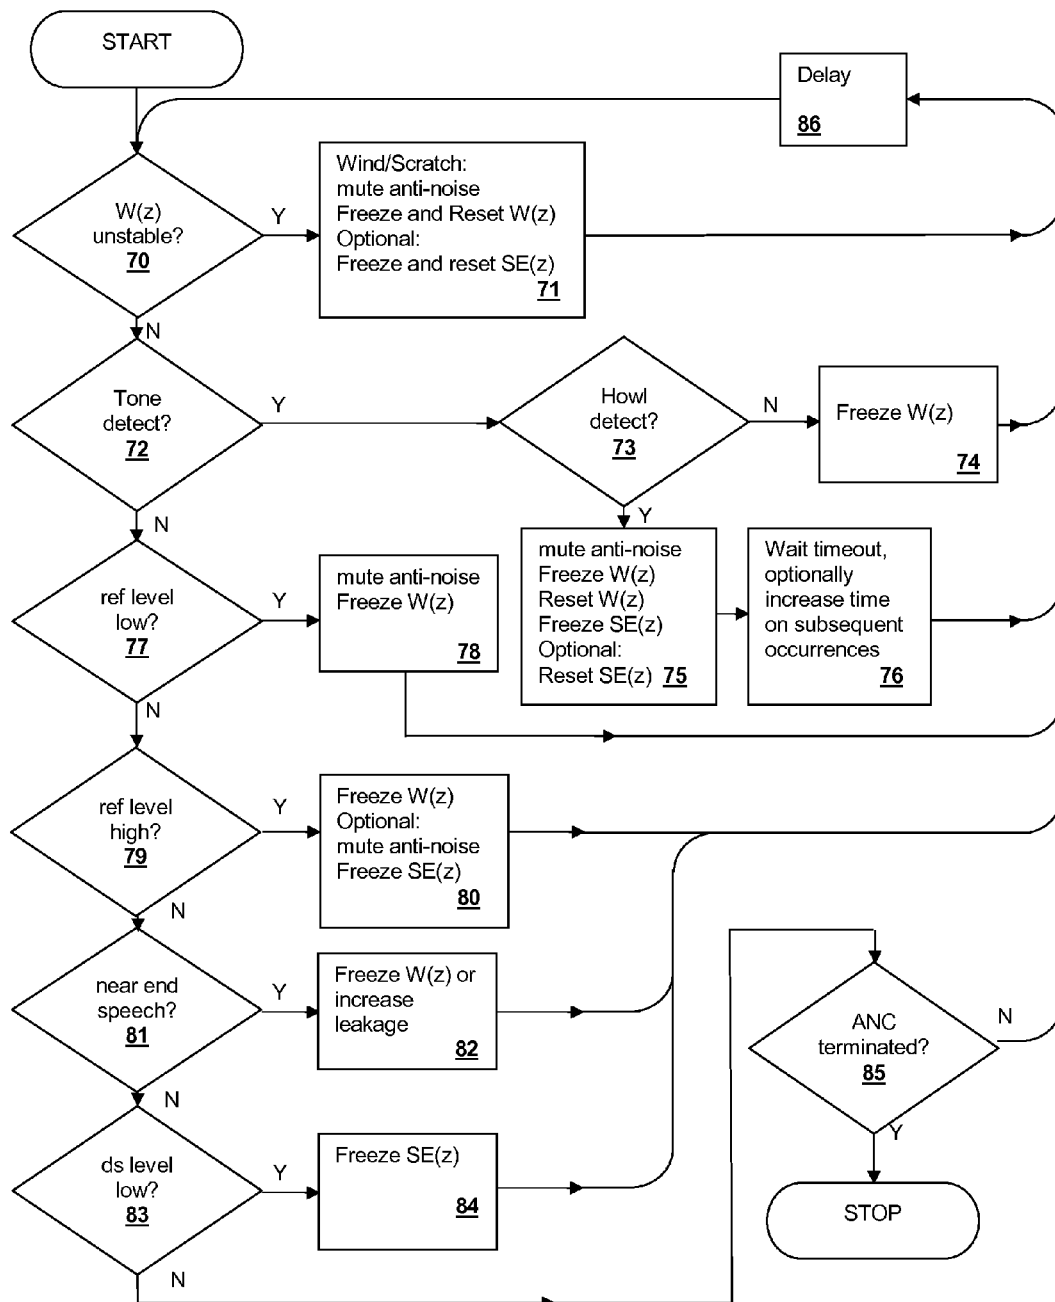 START
Delay
86
W(z)
unstable?
70
Y
Wind/Scratch:
mute anti-noise
Freeze and Reset W(z)
Optional:
Freeze and reset SE(z)
71
N
Tone
detect?
72
Y
Howl
detect?
73
N
Freeze W(z)
74
N
Y
ref level
low?
77
Y
mute anti-noise
Freeze W(z)
78
mute anti-noise
Freeze W(z)
Reset W(z)
Freeze SE(z)
Optional:
Reset SE(z) 75
Wait timeout,
optionally
increase time
on subsequent
occurrences
76
N
ref level
high?
79
Y
Freeze W(z)
Optional:
mute anti-noise
Freeze SE(z)
80
N
near end
speech?
81
Y
Freeze W(z) or
increase
leakage
82
ANC
terminated?
85
N
Y
N
ds level
low?
83
Y
Freeze SE(z)
84
STOP
N